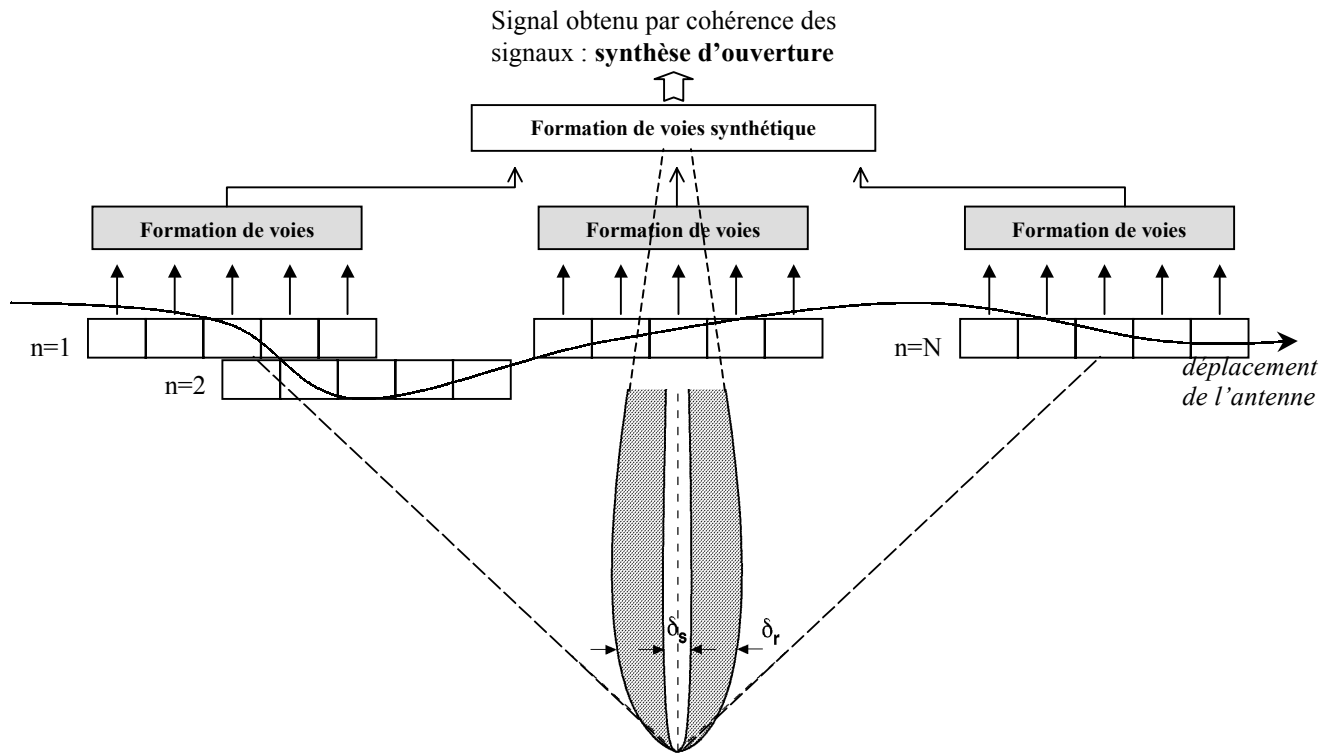 Signal obtenu par cohérence des
signaux : synthèse d'ouverture
Formation de voies synthétique
Formation de voies
Formation de voies
Formation de voies
n=1
n=2
n=N
déplacement
de l'antenne
δs
δr